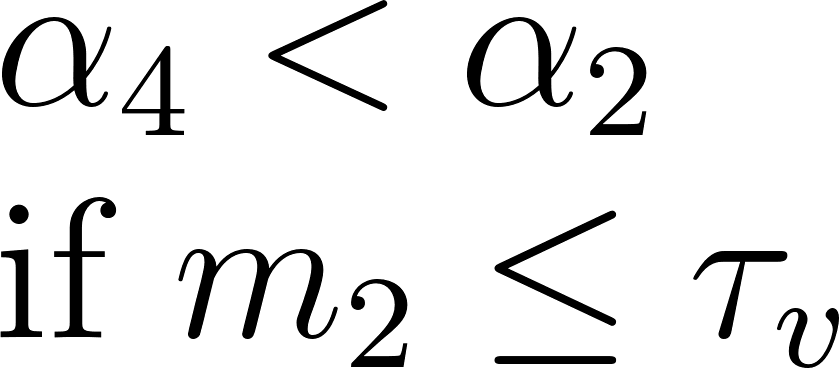 α₄ < α₂
if m₂ ≤ τᵥ